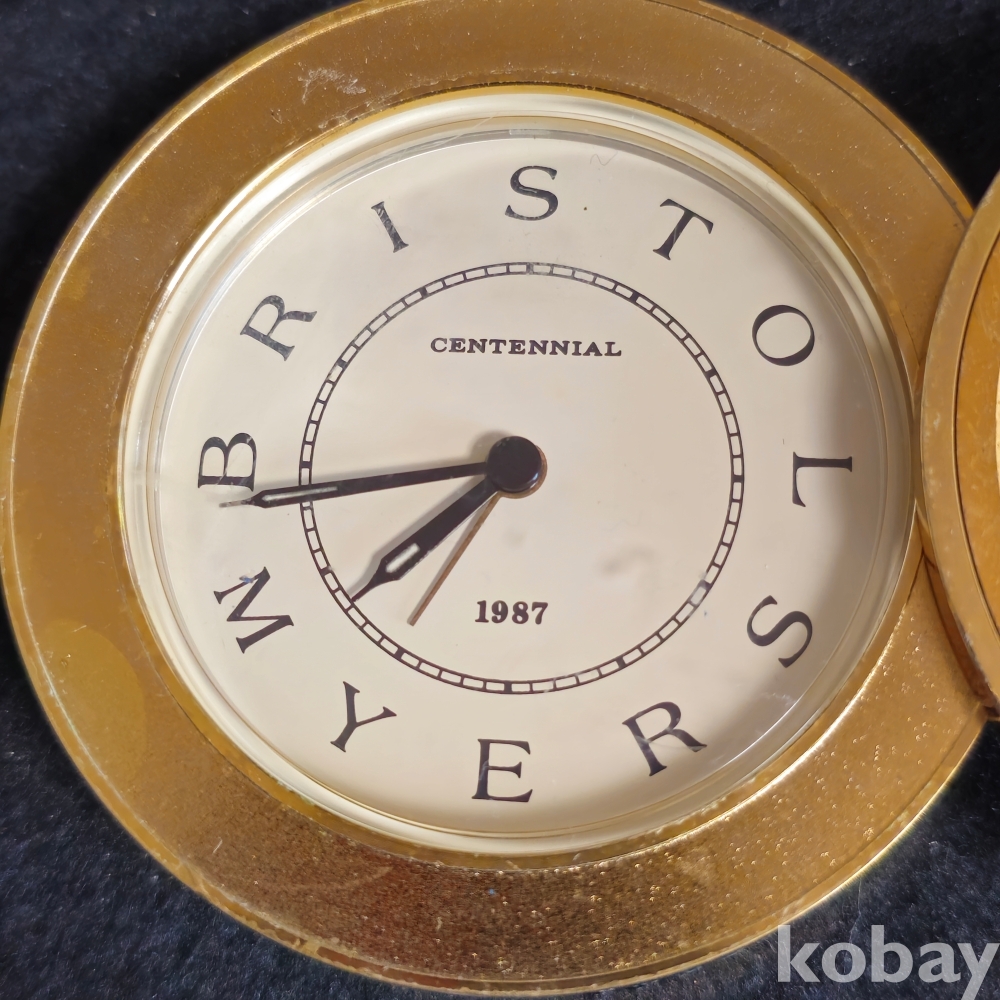 BRISTOL
MYERS
CENTENNIAL
1987
kobay